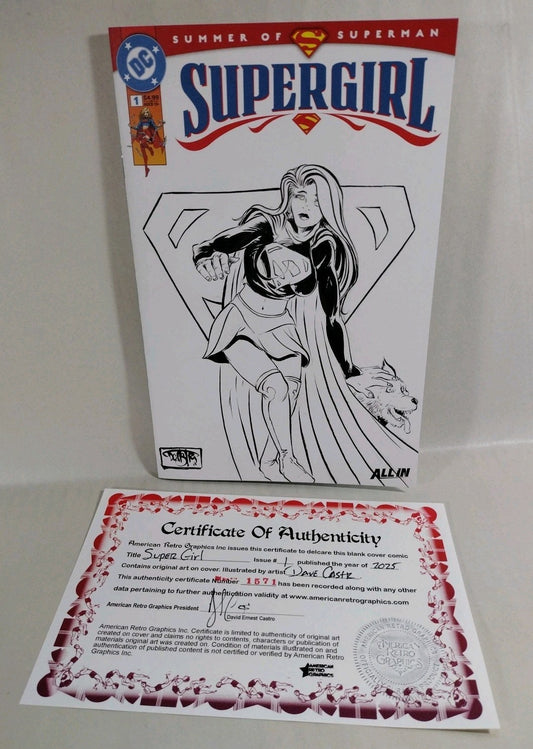 SUMMER OF S SUPERMAN
DC
SUPERGIRL
1 $4.99
S
ALL IN
Certificate Of Authenticity
American Retro Graphics Inc issues this certificate to delcare this blank cover comic
Title Super Girl Issue # 1 published the year of 2025
Contains original art on cover. Illustrated by artist Dave Castr
This authenticity certificate Number 1571 has been recorded along with any other
data pertaining to further authentication validity at www.americanretrographics.com
American Retro Graphics President
David Ernest Castro
American Retro Graphics Inc. Certificate is limited to authenticity of original art
created on cover and claims no rights to contents, characters or publication of
materials original art was created on. Condition of materials illustrated on and
authentication of published content is not certified or verified by American Retro
Graphics Inc.
AMERICAN
RETRO
GRAPHICS
AMERICAN
RETRO
GRAPHICS